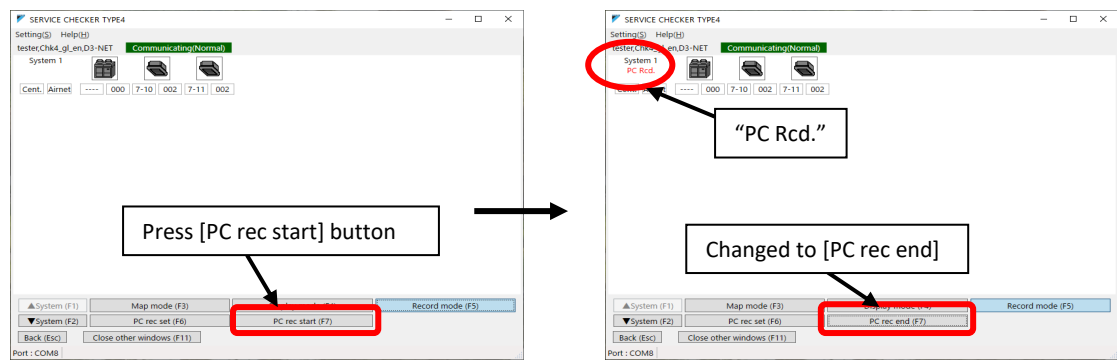 SERVICE CHECKER TYPE4
Setting(S) Help(H)
tester,Chk4_gl_en,D3-NET Communicating(Normal)
System 1
Cent. Airnet ---- 000 7-10 002 7-11 002
Press [PC rec start] button
▲System (F1) Map mode (F3) Record mode (F5)
▼System (F2) PC rec set (F6) PC rec start (F7)
Back (Esc) Close other windows (F11)
Port : COM8
SERVICE CHECKER TYPE4
Setting(S) Help(H)
tester,Chk4_gl_en,D3-NET Communicating(Normal)
System 1
PC Rcd.
---- 000 7-10 002 7-11 002
“PC Rcd.”
Changed to [PC rec end]
▲System (F1) Map mode (F3) Display mode (F4) Record mode (F5)
▼System (F2) PC rec set (F6) PC rec end (F7)
Back (Esc) Close other windows (F11)
Port : COM8